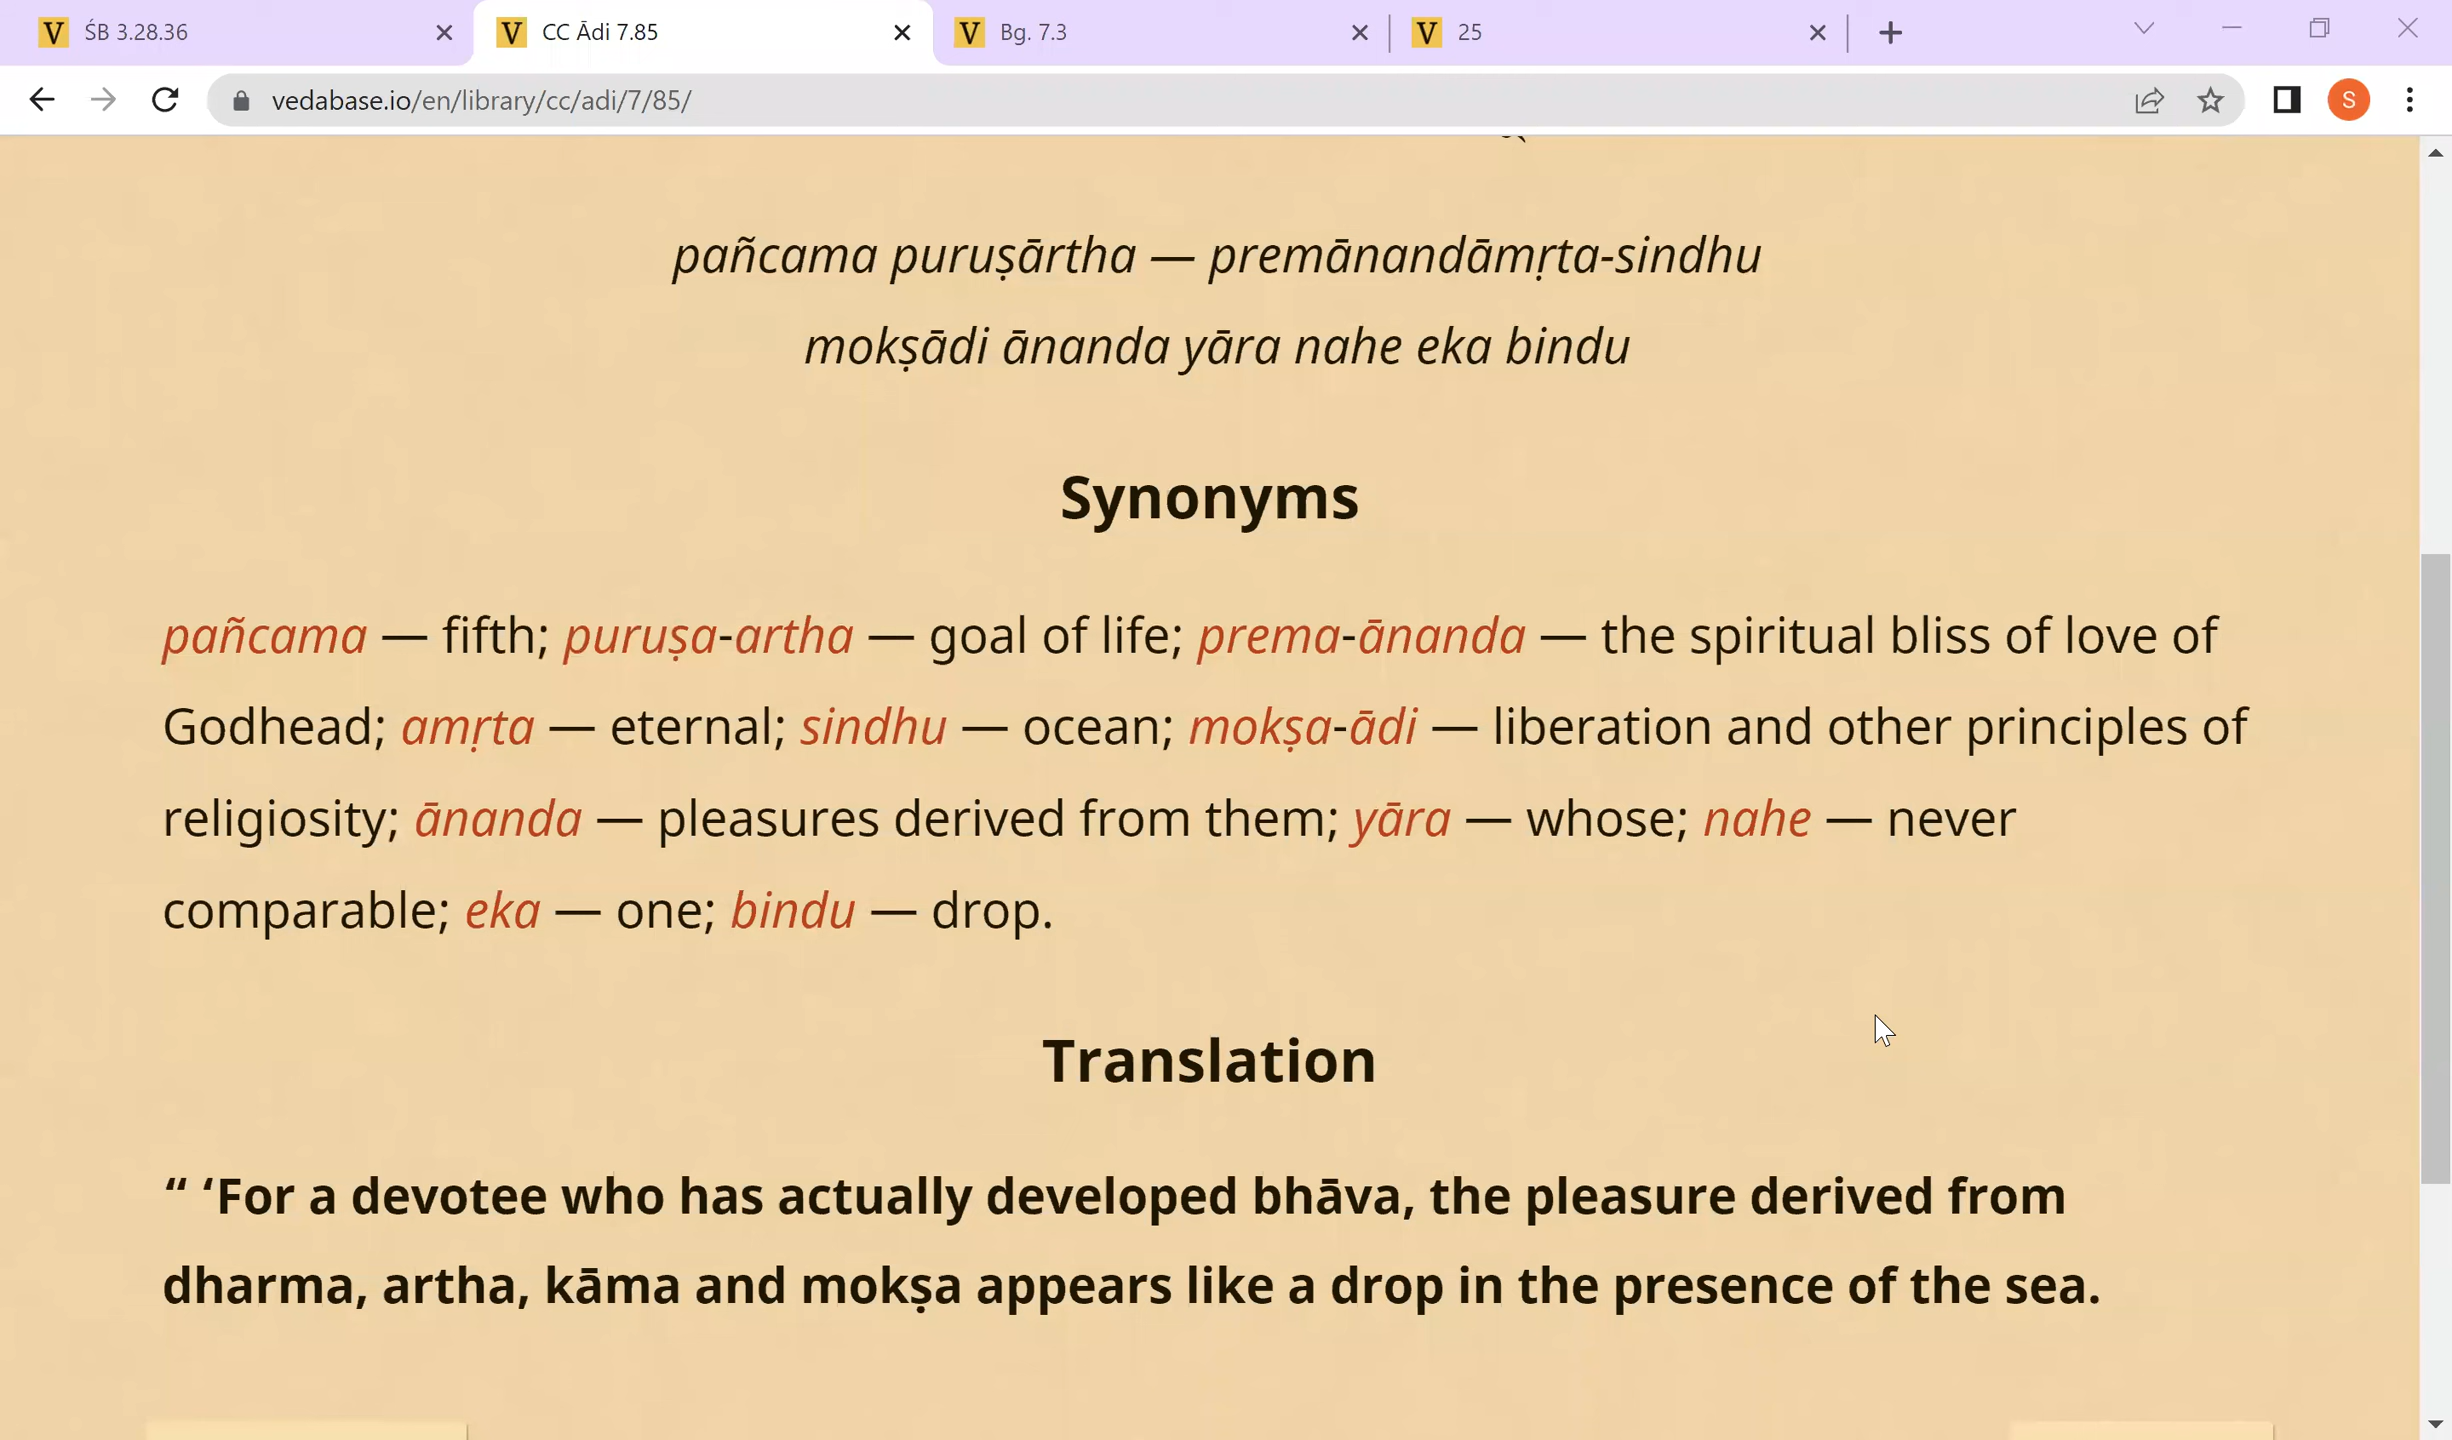 V ŚB 3.28.36
V CC Ādi 7.85
V Bg. 7.3
V 25
vedabase.io/en/library/cc/adi/7/85/
S
pañcama puruṣārtha — premānandāmṛta-sindhu
mokṣādi ānanda yāra nahe eka bindu
Synonyms
pañcama — fifth; puruṣa-artha — goal of life; prema-ānanda — the spiritual bliss of love of
Godhead; amṛta — eternal; sindhu — ocean; mokṣa-ādi — liberation and other principles of
religiosity; ānanda — pleasures derived from them; yāra — whose; nahe — never
comparable; eka — one; bindu — drop.
Translation
“ ‘For a devotee who has actually developed bhāva, the pleasure derived from
dharma, artha, kāma and mokṣa appears like a drop in the presence of the sea.